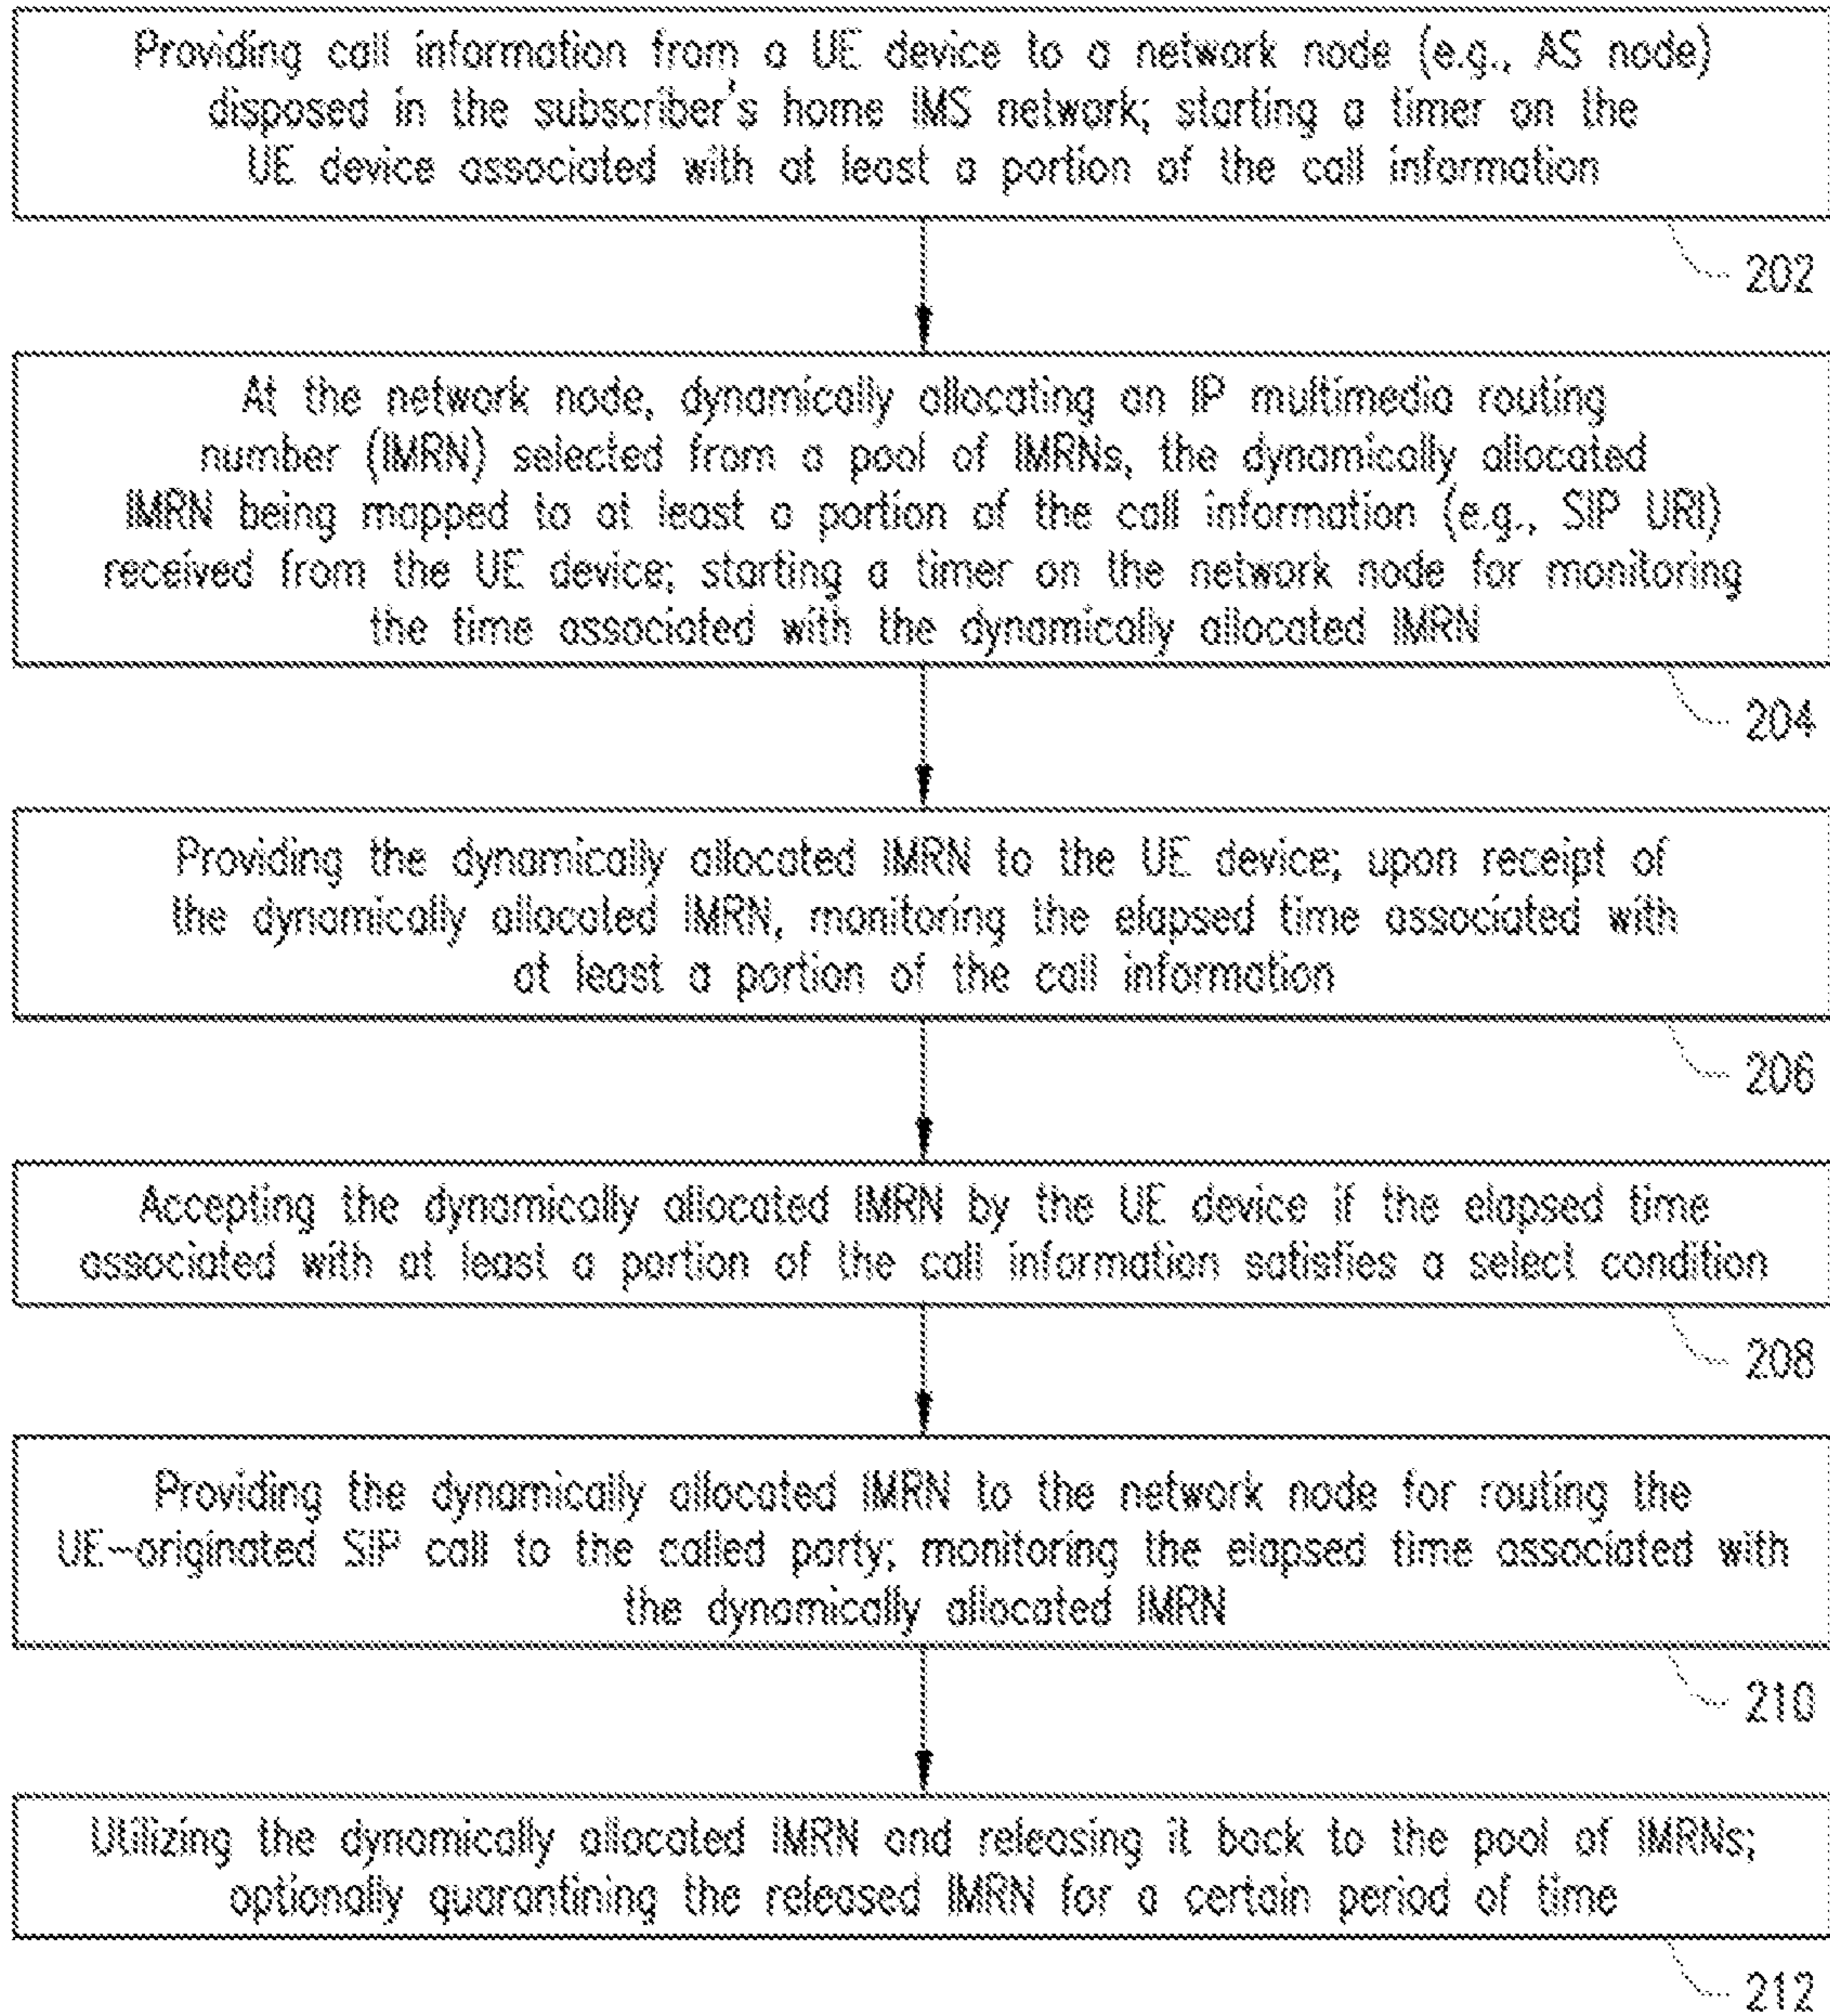 Providing call information from a UE device to a network node (e.g., AS node)
disposed in the subscriber's home IMS network; starting a timer on the
UE device associated with at least a portion of the call information
202
At the network node, dynamically allocating an IP multimedia routing
number (IMRN) selected from a pool of IMRNs, the dynamically allocated
IMRN being mapped to at least a portion of the call information (e.g., SIP URI)
received from the UE device; starting a timer on the network node for monitoring
the time associated with the dynamically allocated IMRN
204
Providing the dynamically allocated IMRN to the UE device; upon receipt of
the dynamically allocated IMRN, monitoring the elapsed time associated with
at least a portion of the call information
206
Accepting the dynamically allocated IMRN by the UE device if the elapsed time
associated with at least a portion of the call information satisfies a select condition
208
Providing the dynamically allocated IMRN to the network node for routing the
UE-originated SIP call to the called party; monitoring the elapsed time associated with
the dynamically allocated IMRN
210
Utilizing the dynamically allocated IMRN and releasing it back to the pool of IMRNs;
optionally quarantining the released IMRN for a certain period of time
212